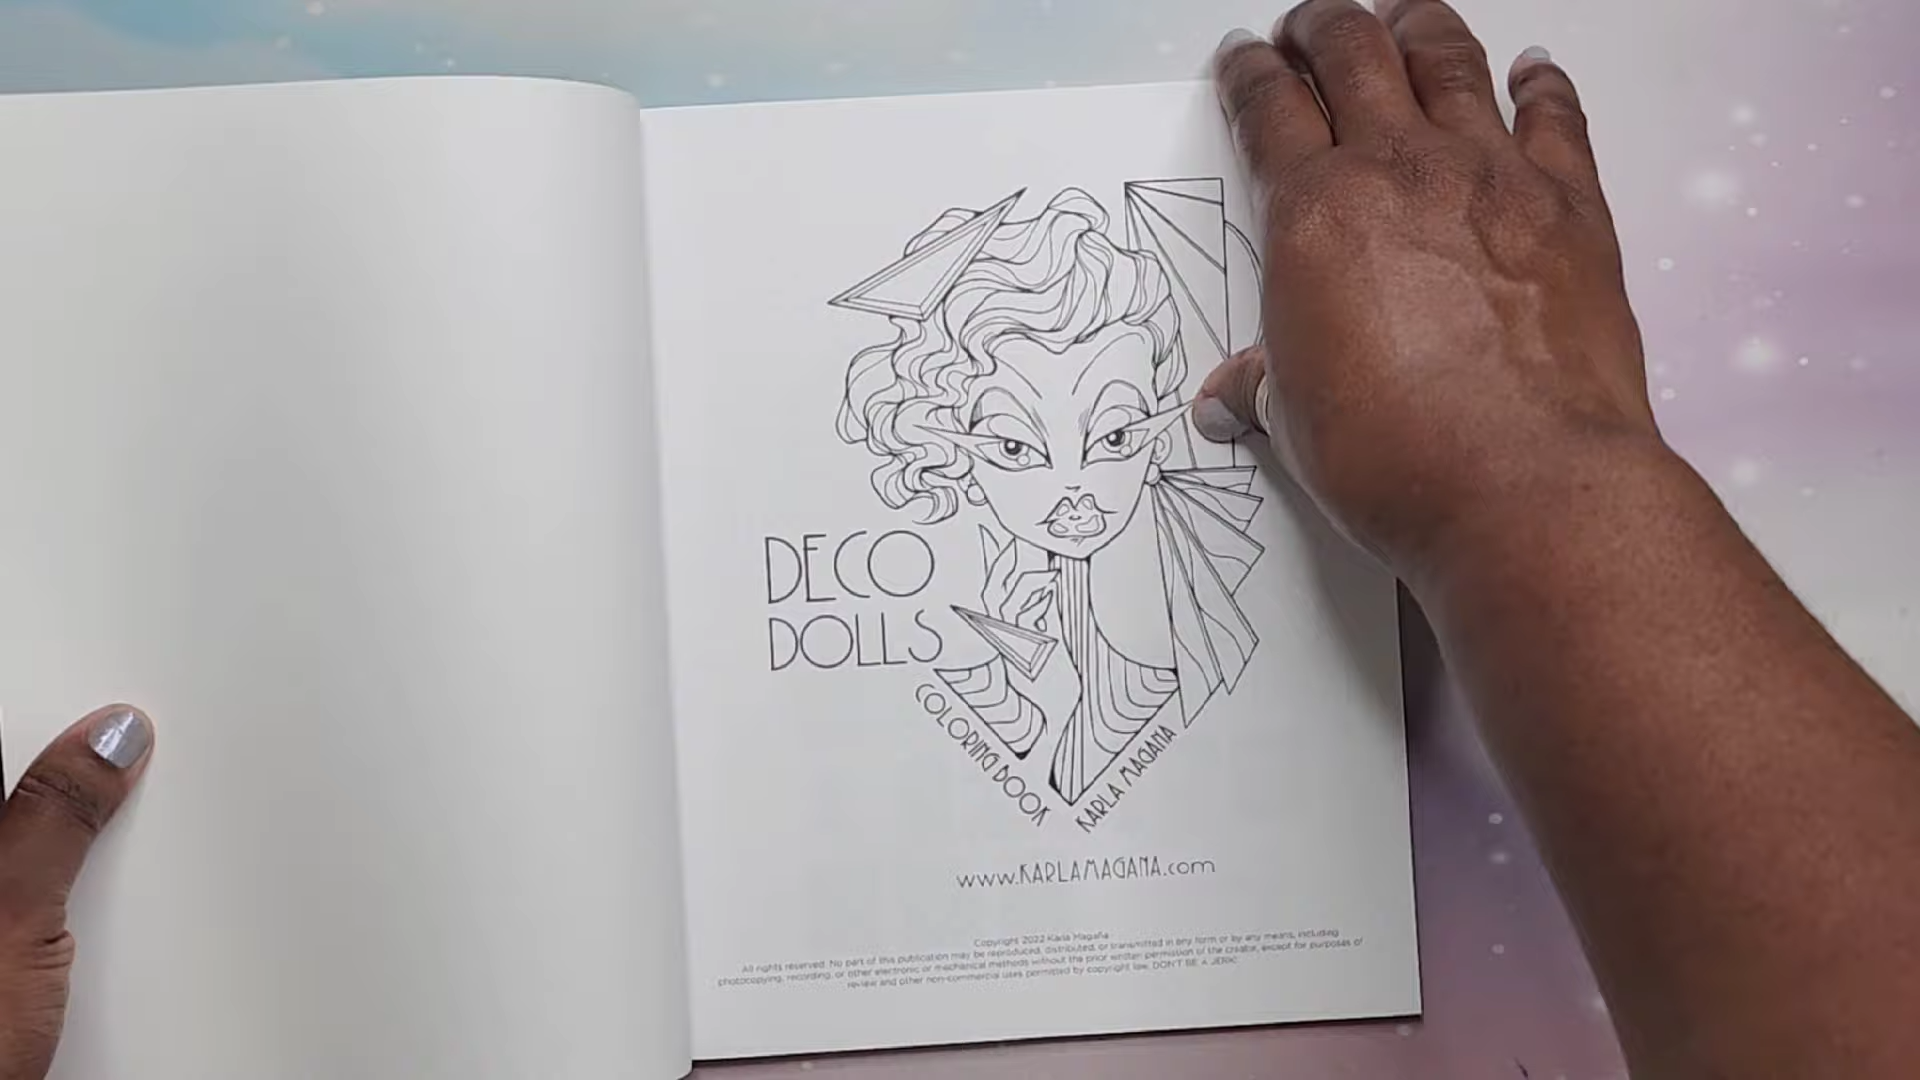 DECO
DOLLS
COLORING BOOK
KARLA MAGAÑA
www.KARLAMAGANA.com
Copyright 2022 Karla Magaña
All rights reserved. No part of this publication may be reproduced, distributed, or transmitted in any form or by any means, including
photocopying, recording, or other electronic or mechanical methods without the prior written permission of the creator, except for purposes of
review and other non-commercial uses permitted by copyright law. DON'T BE A JERK.